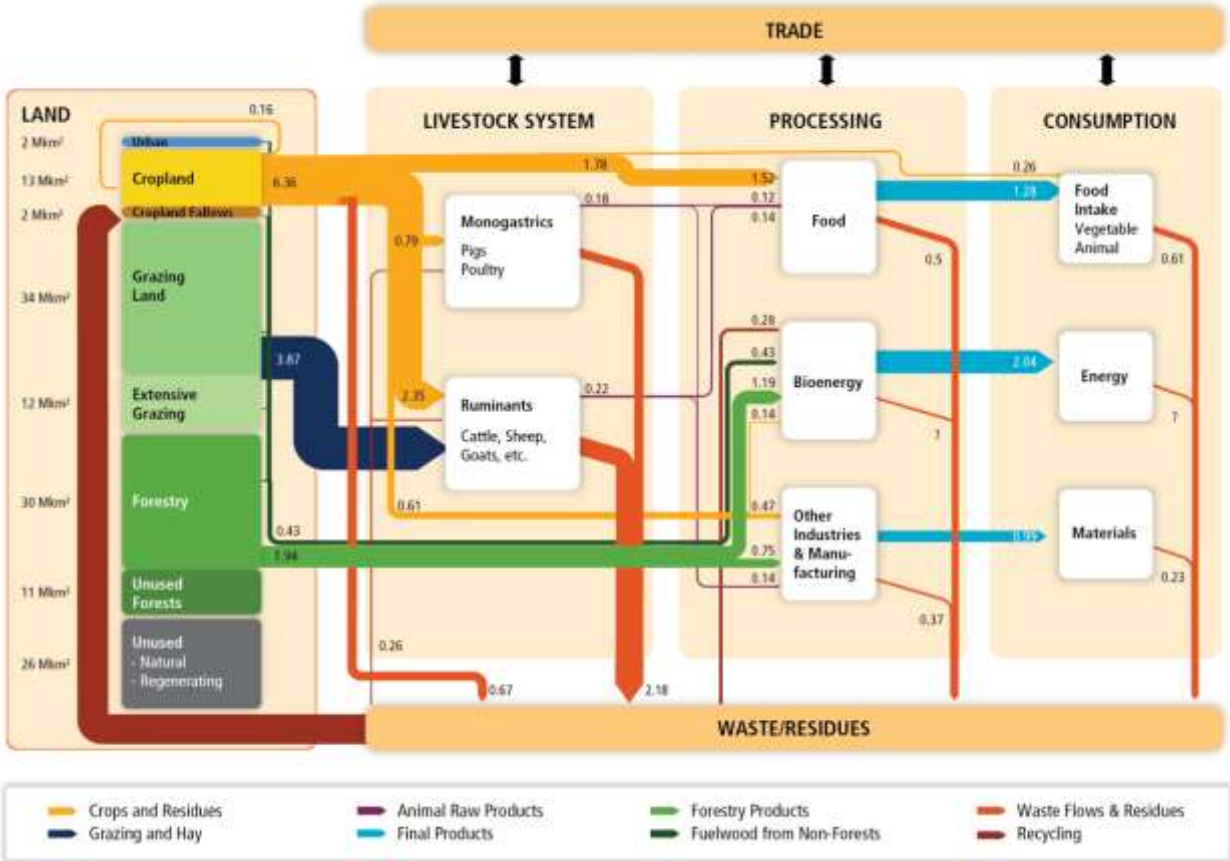 TRADE
LAND
2 Mkm²
13 Mkm²
2 Mkm²
34 Mkm²
12 Mkm²
30 Mkm²
11 Mkm²
26 Mkm²
0.16
Urban
Cropland
6.36
Cropland Fallows
Grazing
Land
3.87
Extensive
Grazing
Forestry
0.43
1.94
Unused
Forests
Unused
- Natural
- Regenerating
LIVESTOCK SYSTEM
1.78
0.18
Monogastrics
Pigs
Poultry
0.79
0.22
Ruminants
Cattle, Sheep,
Goats, etc.
2.35
0.61
0.26
0.67
2.18
PROCESSING
1.52
0.12
0.14
Food
0.5
0.28
0.43
1.19
0.14
Bioenergy
?
0.47
0.75
0.14
Other
Industries
& Manu-
facturing
0.37
CONSUMPTION
0.26
1.28
Food
Intake
Vegetable
Animal
0.61
2.04
Energy
?
0.99
Materials
0.23
WASTE/RESIDUES
Crops and Residues
Animal Raw Products
Forestry Products
Waste Flows & Residues
Grazing and Hay
Final Products
Fuelwood from Non-Forests
Recycling